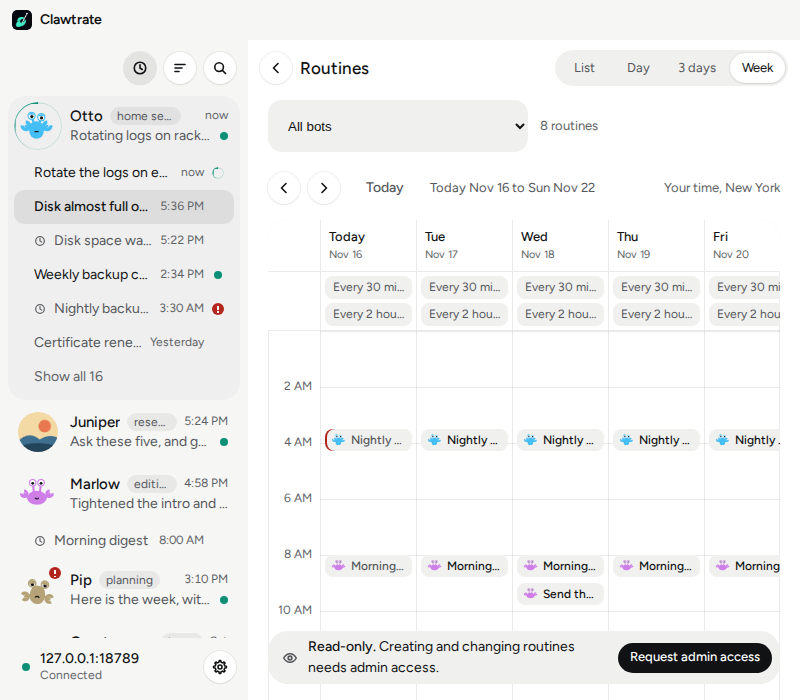 Clawtrate
Otto home se... now
Rotating logs on rack...
Rotate the logs on e... now
Disk almost full o... 5:36 PM
Disk space wa... 5:22 PM
Weekly backup c... 2:34 PM
Nightly backu... 3:30 AM
Certificate rene... Yesterday
Show all 16
Juniper rese... 5:24 PM
Ask these five, and g...
Marlow editi... 4:58 PM
Tightened the intro and ...
Morning digest 8:00 AM
Pip planning 3:10 PM
Here is the week, wit...
127.0.0.1:18789
Connected
Routines
List Day 3 days Week
All bots 8 routines
Today Today Nov 16 to Sun Nov 22 Your time, New York
Today Tue Wed Thu Fri
Nov 16 Nov 17 Nov 18 Nov 19 Nov 20
Every 30 mi... Every 30 mi... Every 30 mi... Every 30 mi... Every 30 mi
Every 2 hou... Every 2 hou... Every 2 hou... Every 2 hou... Every 2 hou
2 AM
4 AM Nightly ... Nightly ... Nightly ... Nightly ... Nightly .
6 AM
8 AM
Morning... Morning... Morning... Morning... Morning
Send th...
10 AM
Read-only. Creating and changing routines
needs admin access.
Request admin access